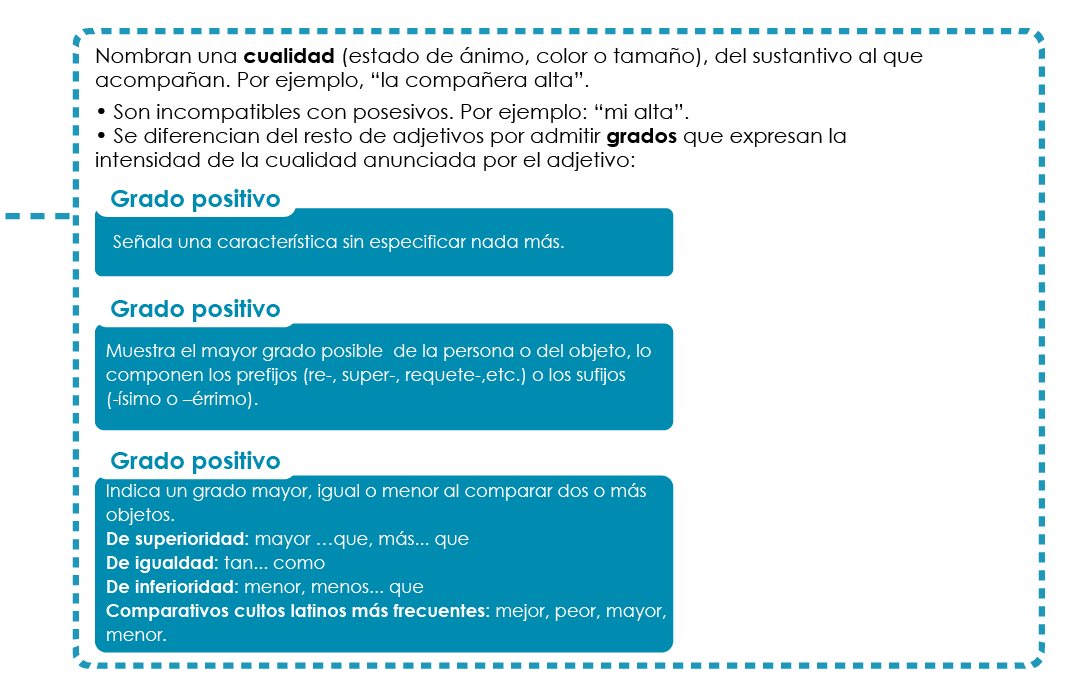 Nombran una cualidad (estado de ánimo, color o tamaño), del sustantivo al que
acompañan. Por ejemplo, “la compañera alta”.
• Son incompatibles con posesivos. Por ejemplo: “mi alta”.
• Se diferencian del resto de adjetivos por admitir grados que expresan la
intensidad de la cualidad anunciada por el adjetivo:
Grado positivo
Señala una característica sin especificar nada más.
Grado positivo
Muestra el mayor grado posible  de la persona o del objeto, lo
componen los prefijos (re-, super-, requete-,etc.) o los sufijos
(-ísimo o –érrimo).
Grado positivo
Indica un grado mayor, igual o menor al comparar dos o más
objetos.
De superioridad: mayor …que, más... que
De igualdad: tan... como
De inferioridad: menor, menos... que
Comparativos cultos latinos más frecuentes: mejor, peor, mayor,
menor.